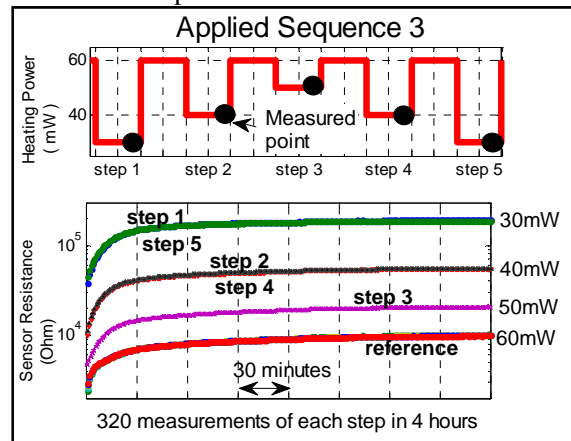 Applied Sequence 3
Heating Power
( mW )
60
40
Measured
point
step 1 step 2 step 3 step 4 step 5
Sensor Resistance
(Ohm)
10^5
10^4
step 1
step 5
step 2
step 4
step 3
reference
30mW
40mW
50mW
60mW
30 minutes
320 measurements of each step in 4 hours